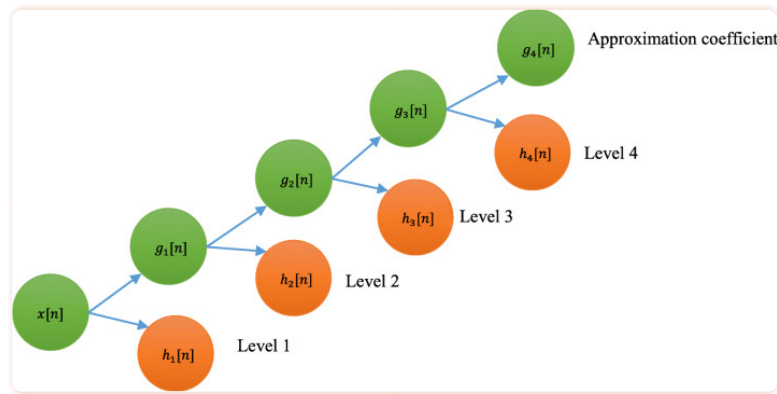 g₄[n]
Approximation coefficient
g₃[n]
h₄[n]
Level 4
g₂[n]
h₃[n]
Level 3
g₁[n]
h₂[n]
Level 2
x[n]
h₁[n]
Level 1